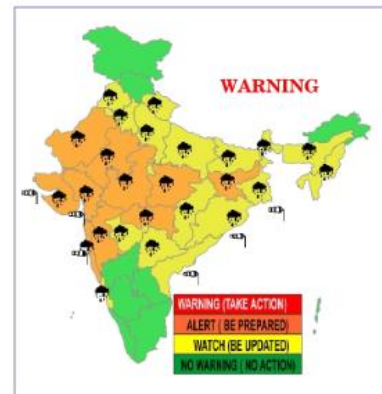 WARNING
WARNING (TAKE ACTION)
ALERT ( BE PREPARED)
WATCH (BE UPDATED)
NO WARNING ( NO ACTION)